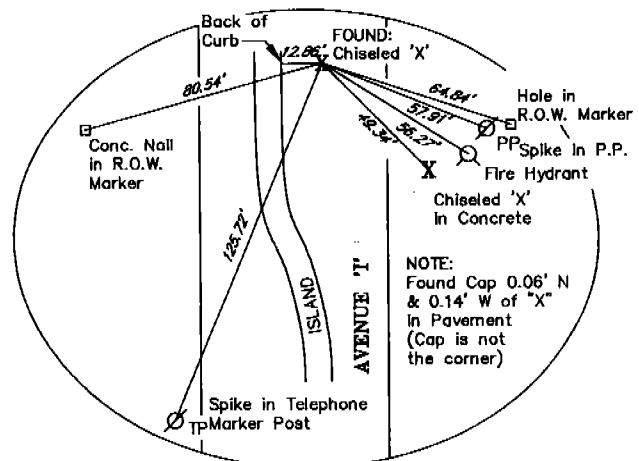 Back of
Curb
FOUND:
Chiseled 'X'
12.86'
80.54'
64.84'
57.91'
56.27'
49.34'
125.72'
Hole in
R.O.W. Marker
PP Spike in P.P.
Fire Hydrant
Conc. Nail
in R.O.W.
Marker
X
Chiseled 'X'
in Concrete
ISLAND
AVENUE 'T'
NOTE:
Found Cap 0.06' N
& 0.14' W of "X"
in Pavement
(Cap is not
the corner)
TP
Spike in Telephone
Marker Post